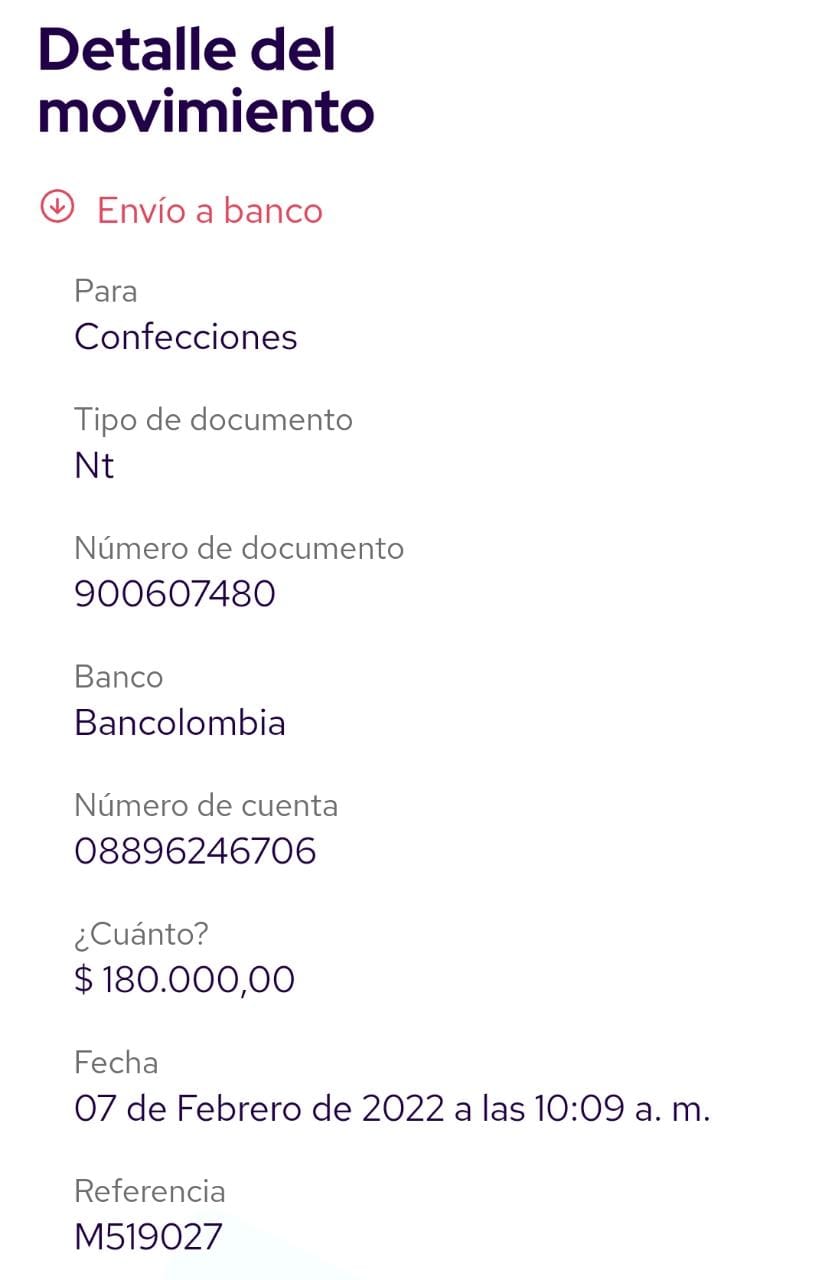 Detalle del
movimiento
Envío a banco
Para
Confecciones
Tipo de documento
Nt
Número de documento
900607480
Banco
Bancolombia
Número de cuenta
08896246706
¿Cuánto?
$ 180.000,00
Fecha
07 de Febrero de 2022 a las 10:09 a. m.
Referencia
M519027